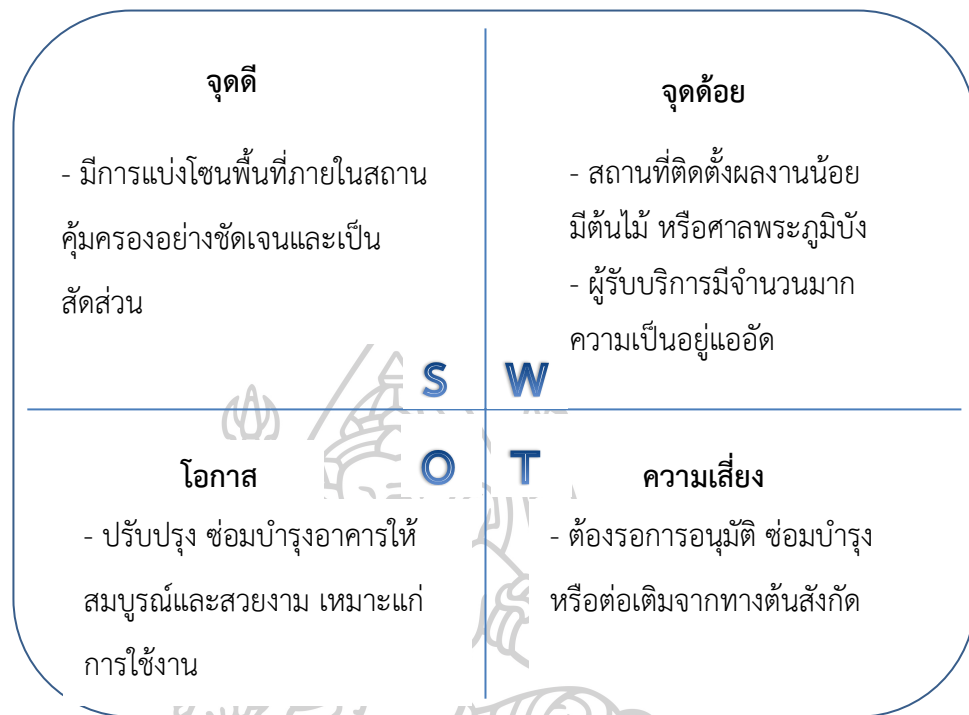 จุดดี
- มีการแบ่งโซนพื้นที่ภายในสถาน
คุ้มครองอย่างชัดเจนและเป็น
สัดส่วน
จุดด้อย
- สถานที่ติดตั้งผลงานน้อย
มีต้นไม้ หรือศาลพระภูมิบัง
- ผู้รับบริการมีจำนวนมาก
ความเป็นอยู่แออัด
S W
O T
โอกาส
- ปรับปรุง ซ่อมบำรุงอาคารให้
สมบูรณ์และสวยงาม เหมาะแก่
การใช้งาน
ความเสี่ยง
- ต้องรอการอนุมัติ ซ่อมบำรุง
หรือต่อเติมจากทางต้นสังกัด